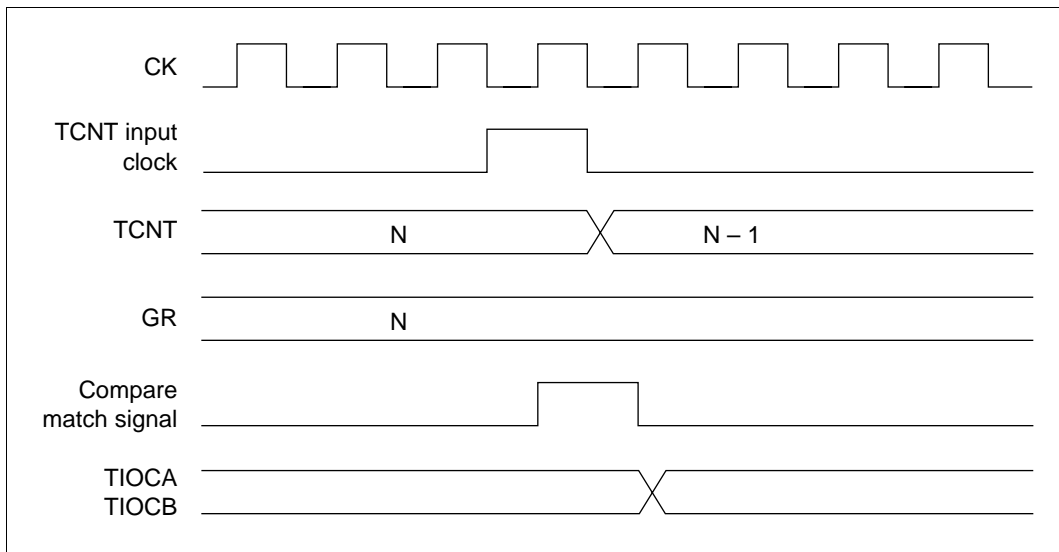 CK
TCNT input
clock
TCNT
N
N – 1
GR
N
Compare
match signal
TIOCA
TIOCB